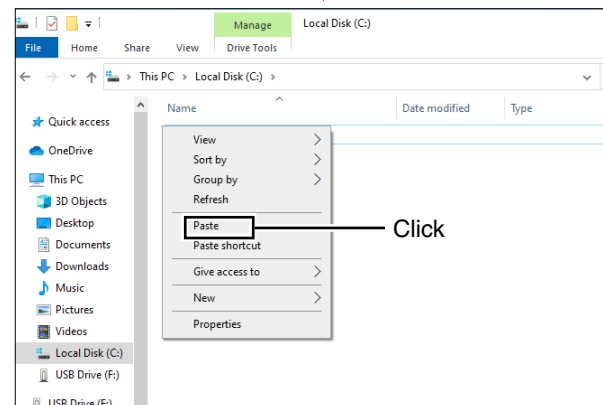 Manage Local Disk (C:)
File Home Share View Drive Tools
This PC > Local Disk (C:) >
Name Date modified Type
Quick access
OneDrive
This PC
3D Objects
Desktop
Documents
Downloads
Music
Pictures
Videos
Local Disk (C:)
USB Drive (F:)
USB Drive (F:)
View
Sort by
Group by
Refresh
Paste
Paste shortcut
Give access to
New
Properties
Click